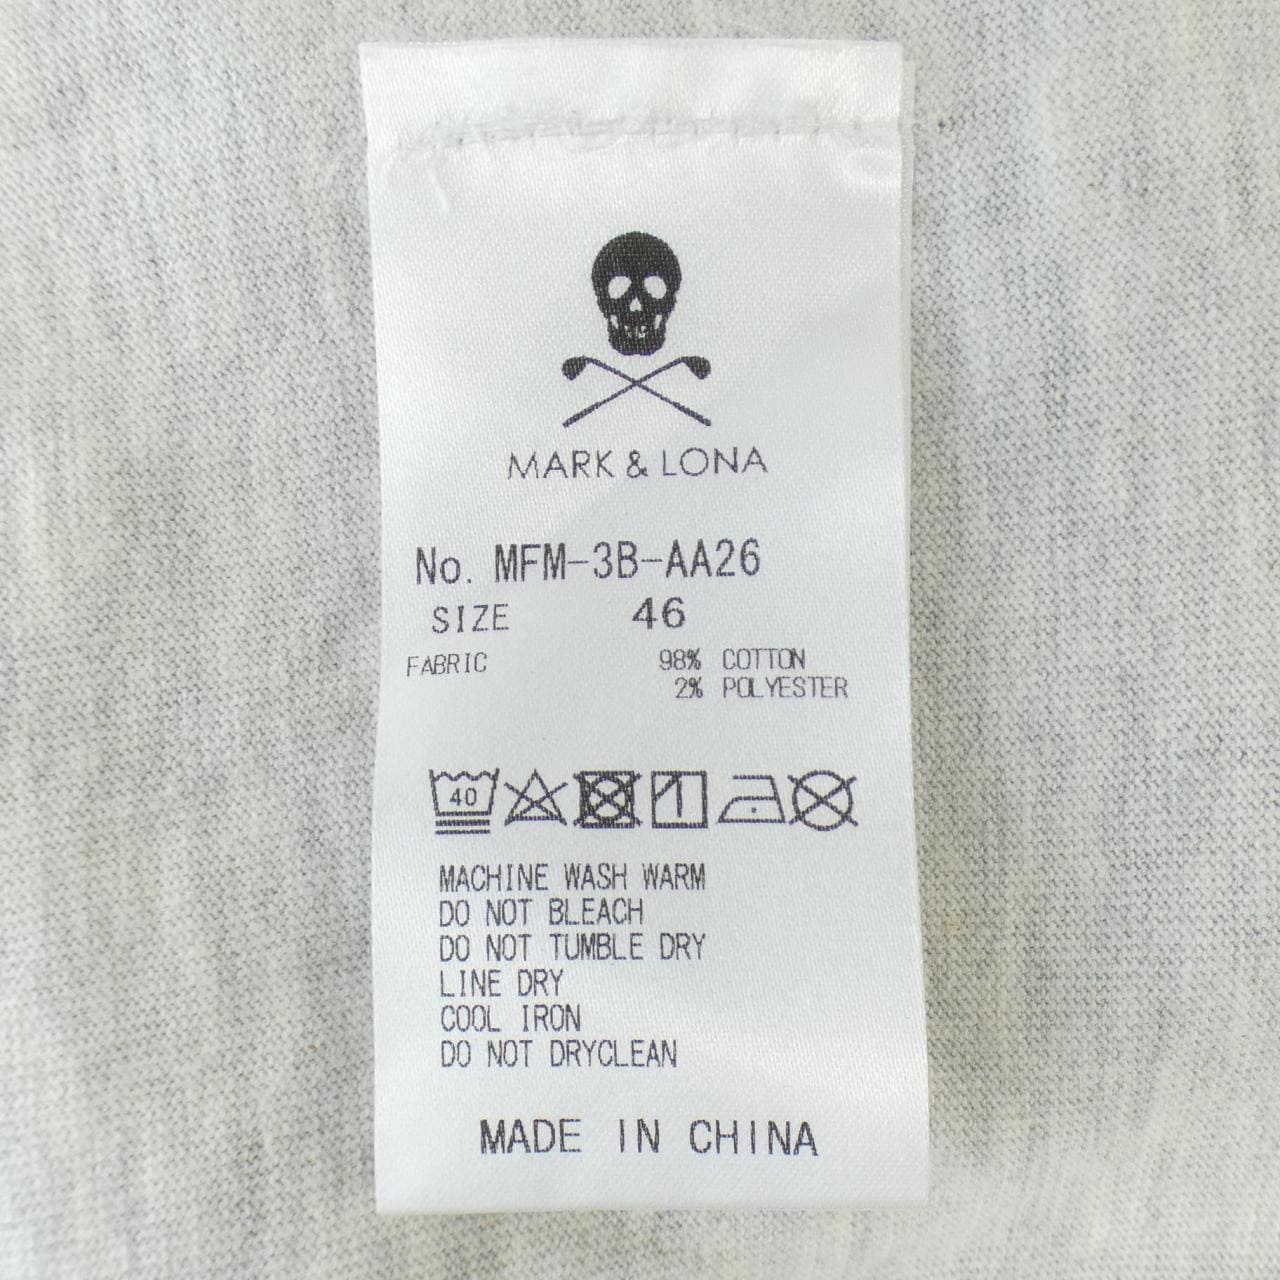 MARK & LONA
No. MFM-3B-AA26
SIZE 46
FABRIC 98% COTTON
2% POLYESTER
40
MACHINE WASH WARM
DO NOT BLEACH
DO NOT TUMBLE DRY
LINE DRY
COOL IRON
DO NOT DRYCLEAN
MADE IN CHINA